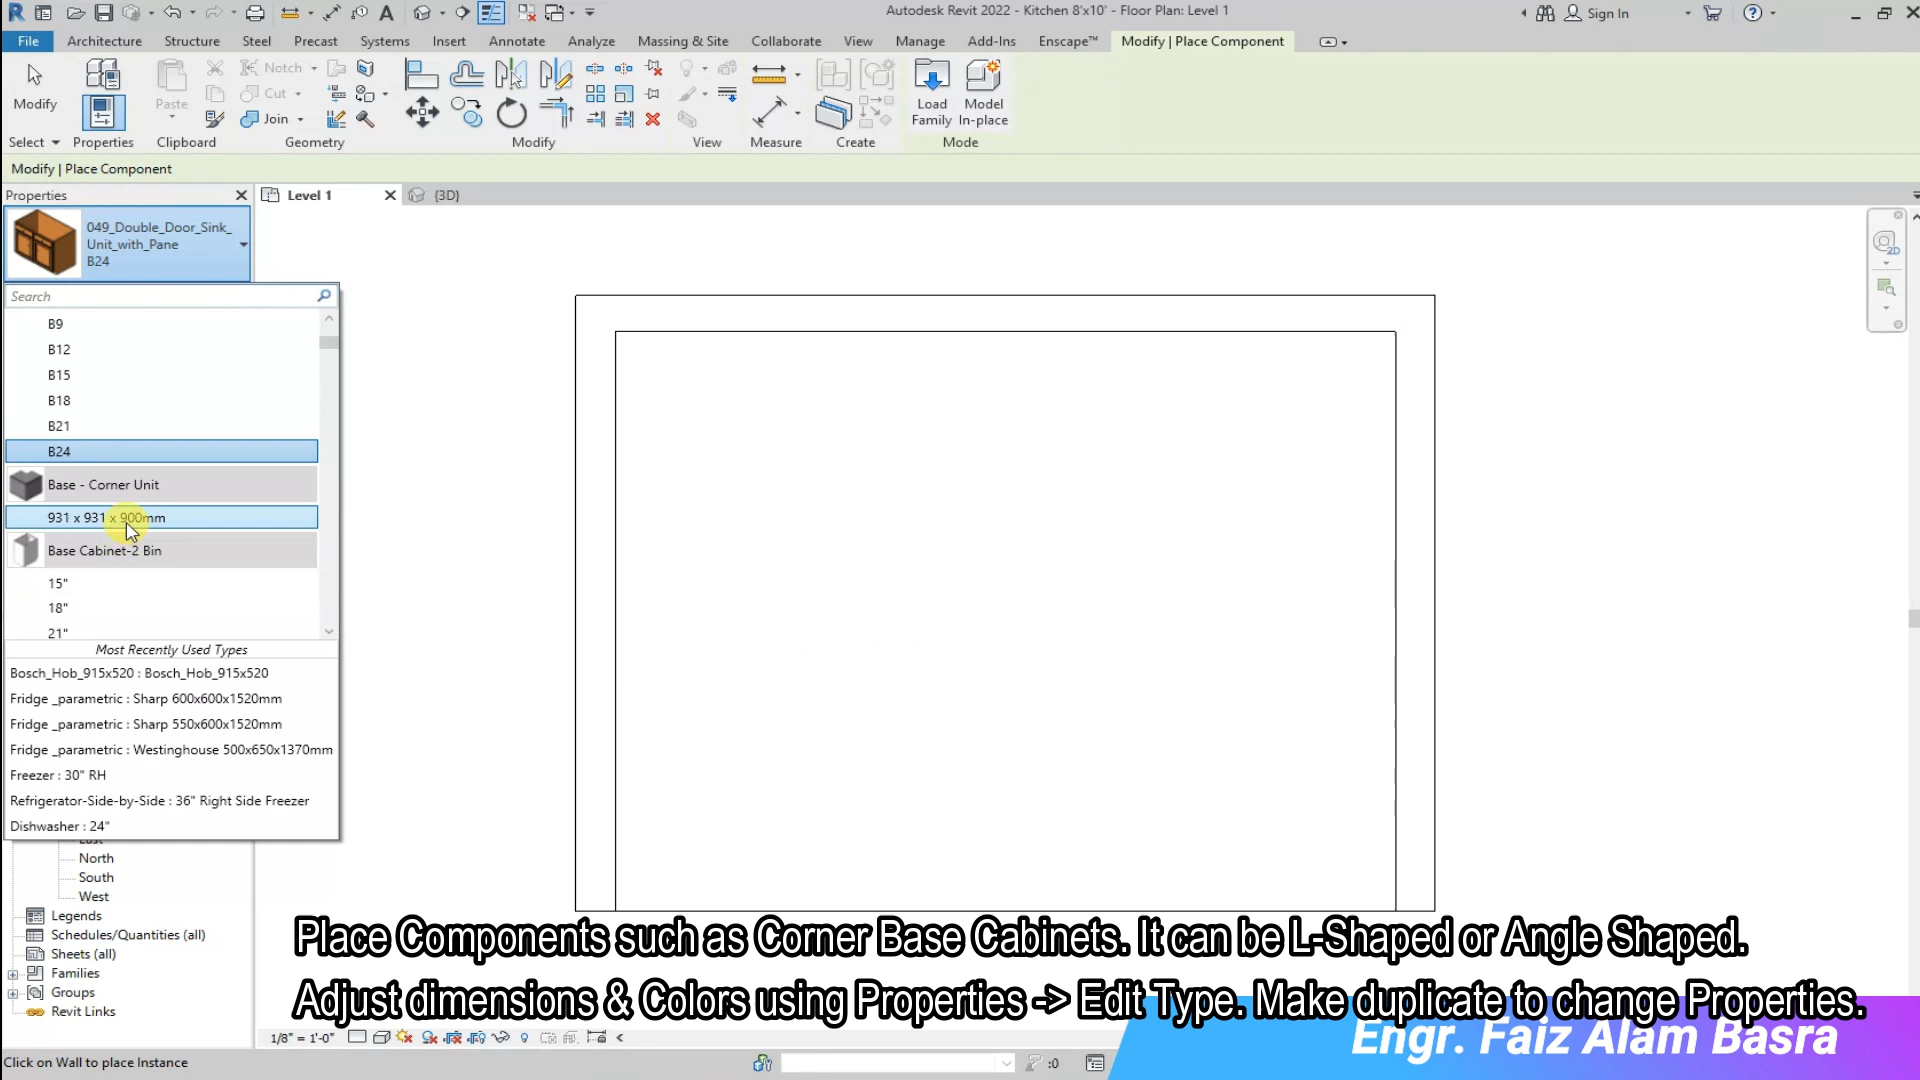 Autodesk Revit 2022 - Kitchen 8'x10' - Floor Plan: Level 1
Sign In
File
Architecture
Structure
Steel
Precast
Systems
Insert
Annotate
Analyze
Massing & Site
Collaborate
View
Manage
Add-Ins
Enscape™
Modify | Place Component
Modify
Paste
Notch
Cut
Join
Load
Family
Model
In-place
Select
Properties
Clipboard
Geometry
Modify
View
Measure
Create
Mode
Modify | Place Component
Properties
Level 1
{3D}
049_Double_Door_Sink_
Unit_with_Pane
B24
2D
Search
B9
B12
B15
B18
B21
B24
Base - Corner Unit
931 x 931 x 900mm
Base Cabinet-2 Bin
15"
18"
21"
Most Recently Used Types
Bosch_Hob_915x520 : Bosch_Hob_915x520
Fridge _parametric : Sharp 600x600x1520mm
Fridge _parametric : Sharp 550x600x1520mm
Fridge _parametric : Westinghouse 500x650x1370mm
Freezer : 30" RH
Refrigerator-Side-by-Side : 36" Right Side Freezer
Dishwasher : 24"
East
North
South
West
Legends
Schedules/Quantities (all)
Sheets (all)
Families
Groups
Revit Links
Place Components such as Corner Base Cabinets. It can be L-Shaped or Angle Shaped.
Adjust dimensions & Colors using Properties -> Edit Type. Make duplicate to change Properties.
Engr. Faiz Alam Basra
1/8" = 1'-0"
Click on Wall to place Instance
:0